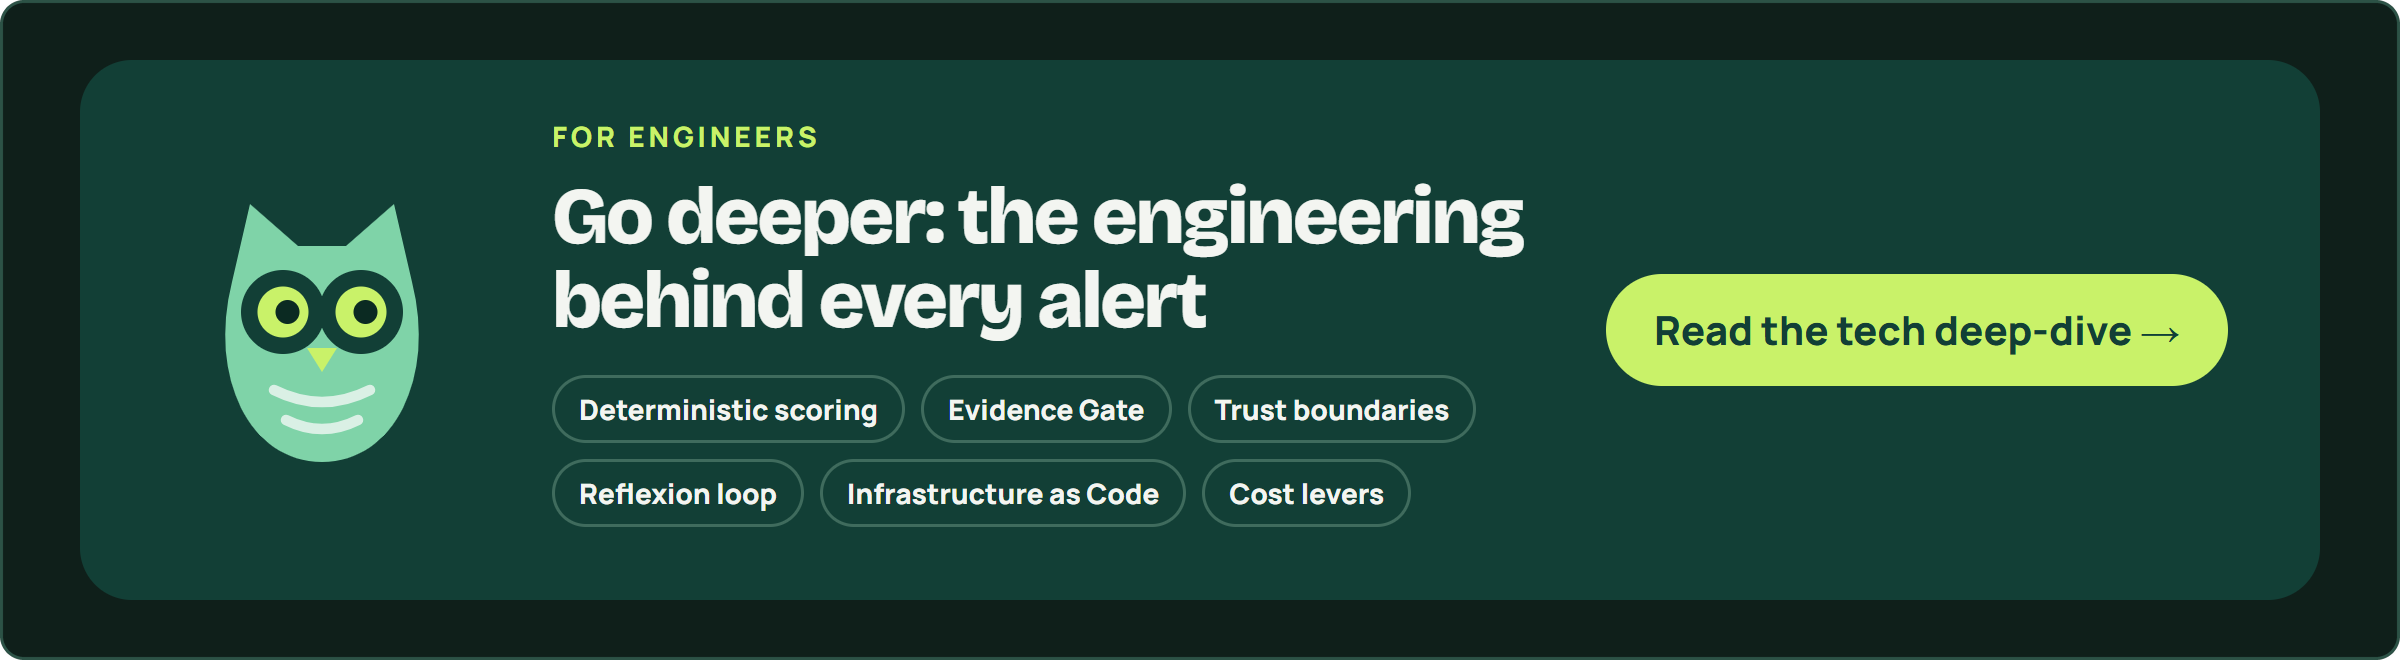 FOR ENGINEERS
Go deeper: the engineering
behind every alert
Deterministic scoring
Evidence Gate
Trust boundaries
Reflexion loop
Infrastructure as Code
Cost levers
Read the tech deep-dive →